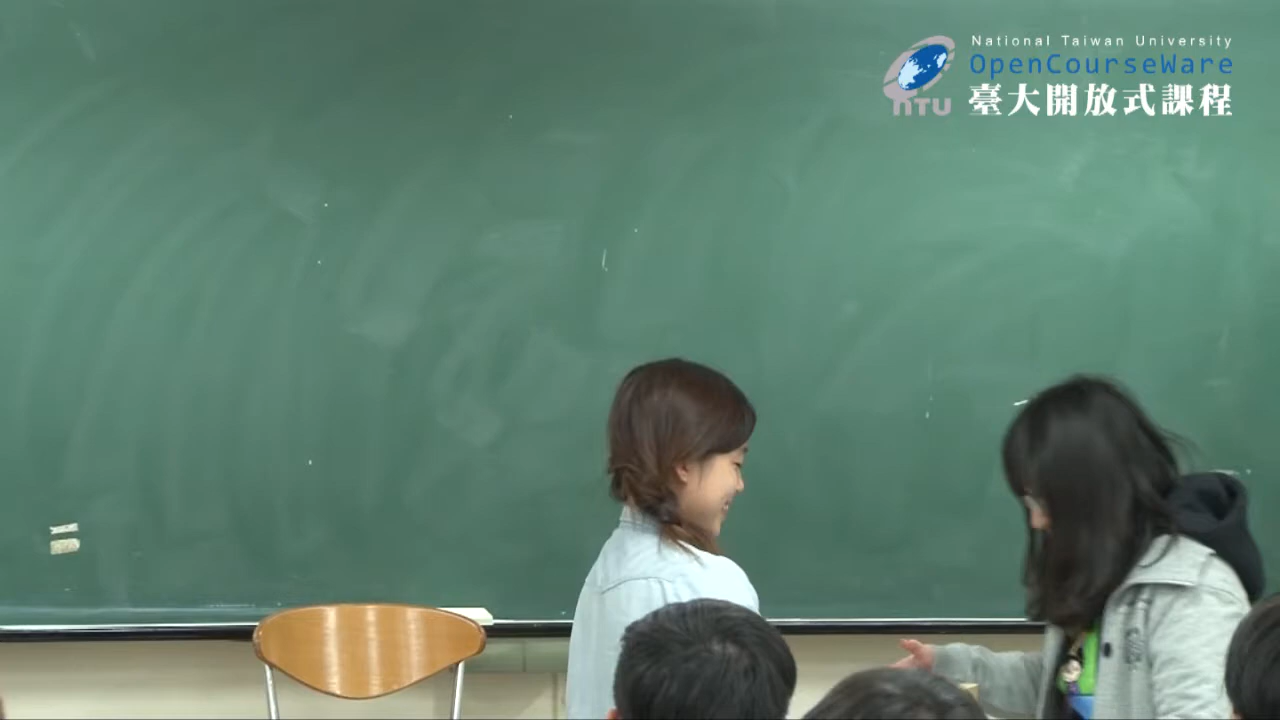 National Taiwan University
OpenCourseWare
臺大開放式課程
NTU